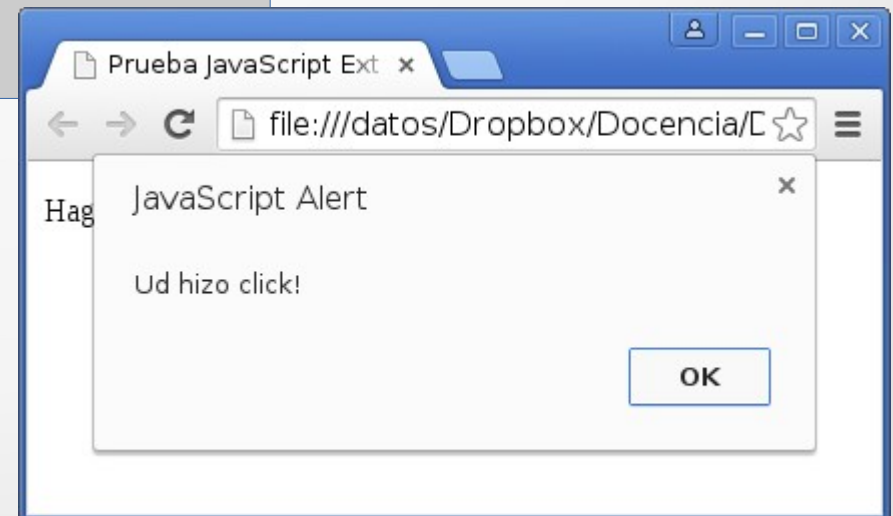 Prueba JavaScript Ext
file:///datos/Dropbox/Docencia/D
Hag
JavaScript Alert
Ud hizo click!
OK